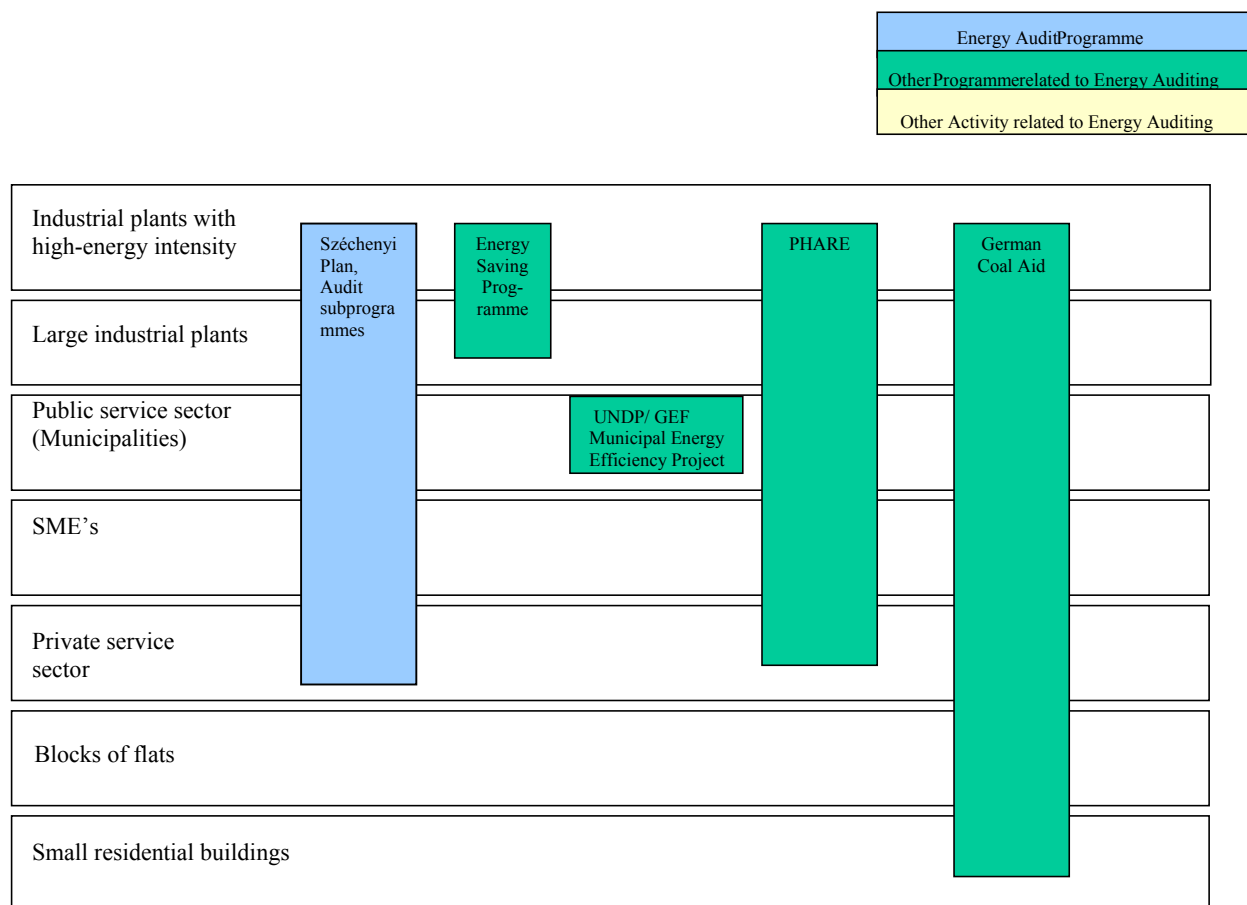 Energy AuditProgramme
OtherProgrammerelated to Energy Auditing
Other Activity related to Energy Auditing
Industrial plants with
high-energy intensity
Széchenyi
Plan,
Audit
subprogra
mmes
Energy
Saving
Prog-
ramme
PHARE
German
Coal Aid
Large industrial plants
Public service sector
(Municipalities)
UNDP/ GEF
Municipal Energy
Efficiency Project
SME’s
Private service
sector
Blocks of flats
Small residential buildings